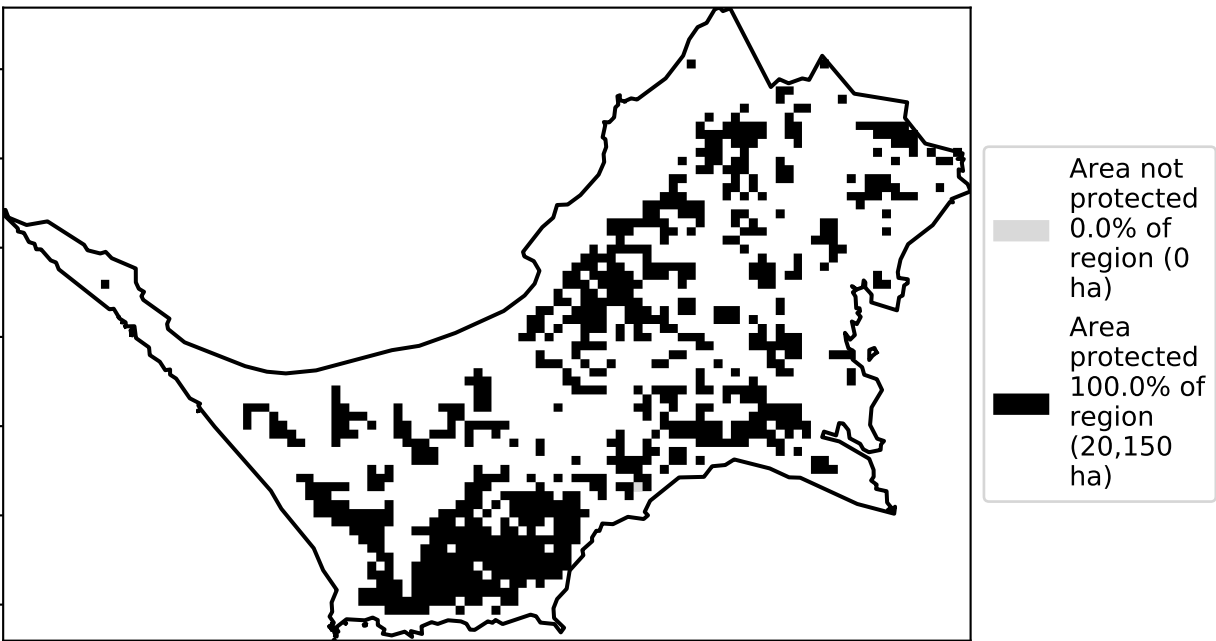 Area not
protected
0.0% of
region (0
ha)
Area
protected
100.0% of
region
(20,150
ha)